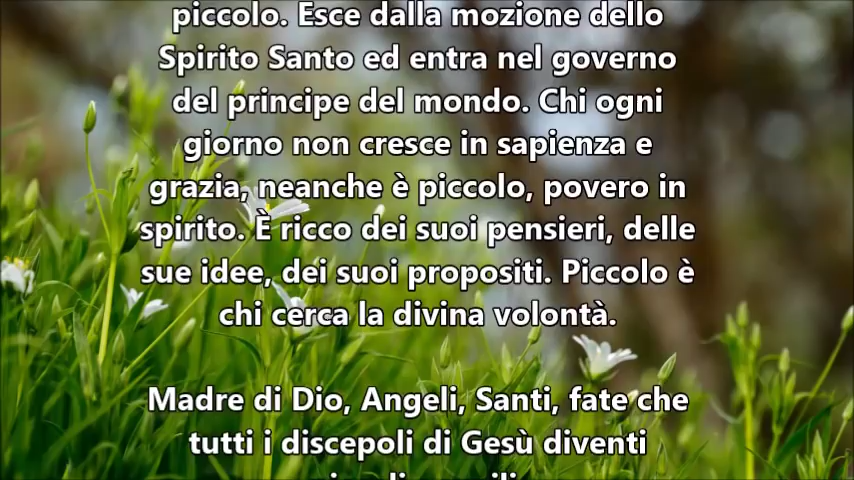 piccolo. Esce dalla mozione dello
Spirito Santo ed entra nel governo
del principe del mondo. Chi ogni
giorno non cresce in sapienza e
grazia, neanche è piccolo, povero in
spirito. È ricco dei suoi pensieri, delle
sue idee, dei suoi propositi. Piccolo è
chi cerca la divina volontà.
Madre di Dio, Angeli, Santi, fate che
tutti i discepoli di Gesù diventi